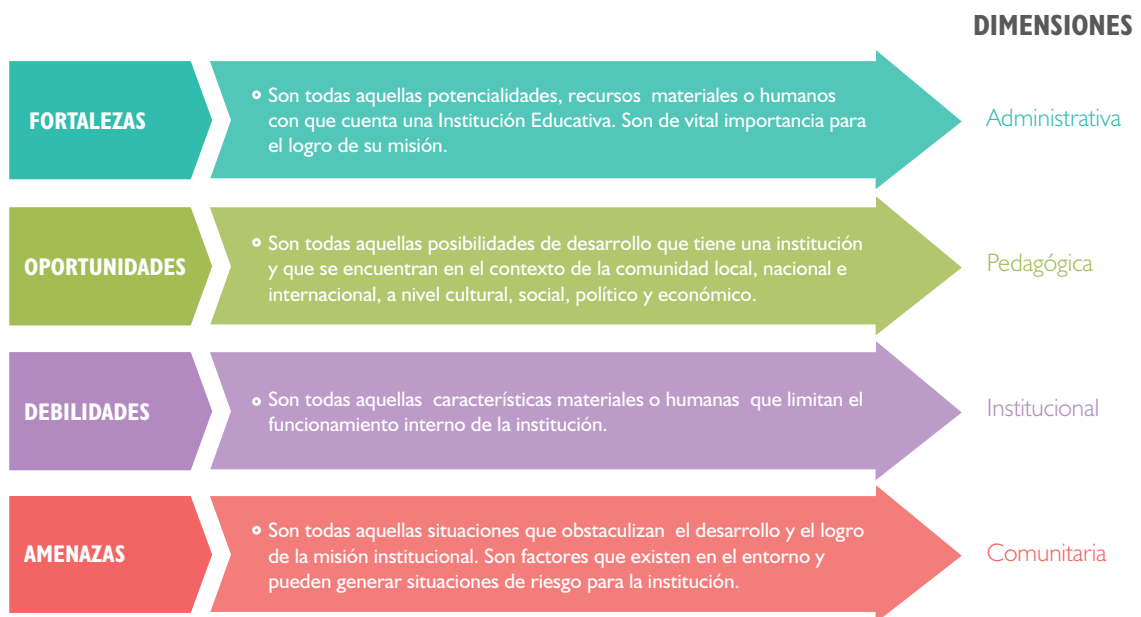 DIMENSIONES
FORTALEZAS
Son todas aquellas potencialidades, recursos materiales o humanos
con que cuenta una Institución Educativa. Son de vital importancia para
el logro de su misión.
Administrativa
OPORTUNIDADES
Son todas aquellas posibilidades de desarrollo que tiene una institución
y que se encuentran en el contexto de la comunidad local, nacional e
internacional, a nivel cultural, social, político y económico.
Pedagógica
DEBILIDADES
Son todas aquellas característícas materiales o humanas que limitan el
funcionamiento interno de la institución.
Institucional
AMENAZAS
Son todas aquellas situaciones que obstaculizan el desarrollo y el logro
de la misión institucional. Son factores que existen en el entorno y
pueden generar situaciones de riesgo para la institución.
Comunitaria